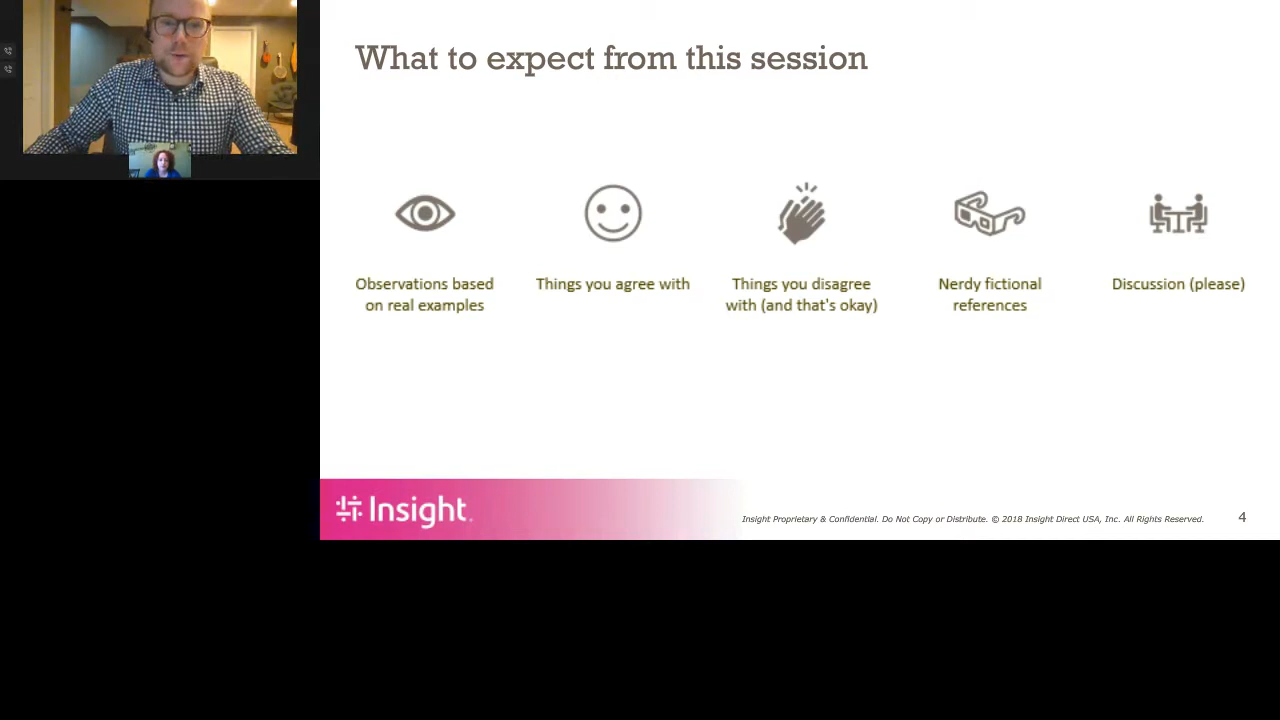 What to expect from this session
Observations based
on real examples
Things you agree with
Things you disagree
with (and that's okay)
Nerdy fictional
references
Discussion (please)
Insight.
Insight Proprietary & Confidential. Do Not Copy or Distribute. © 2018 Insight Direct USA, Inc. All Rights Reserved.
4